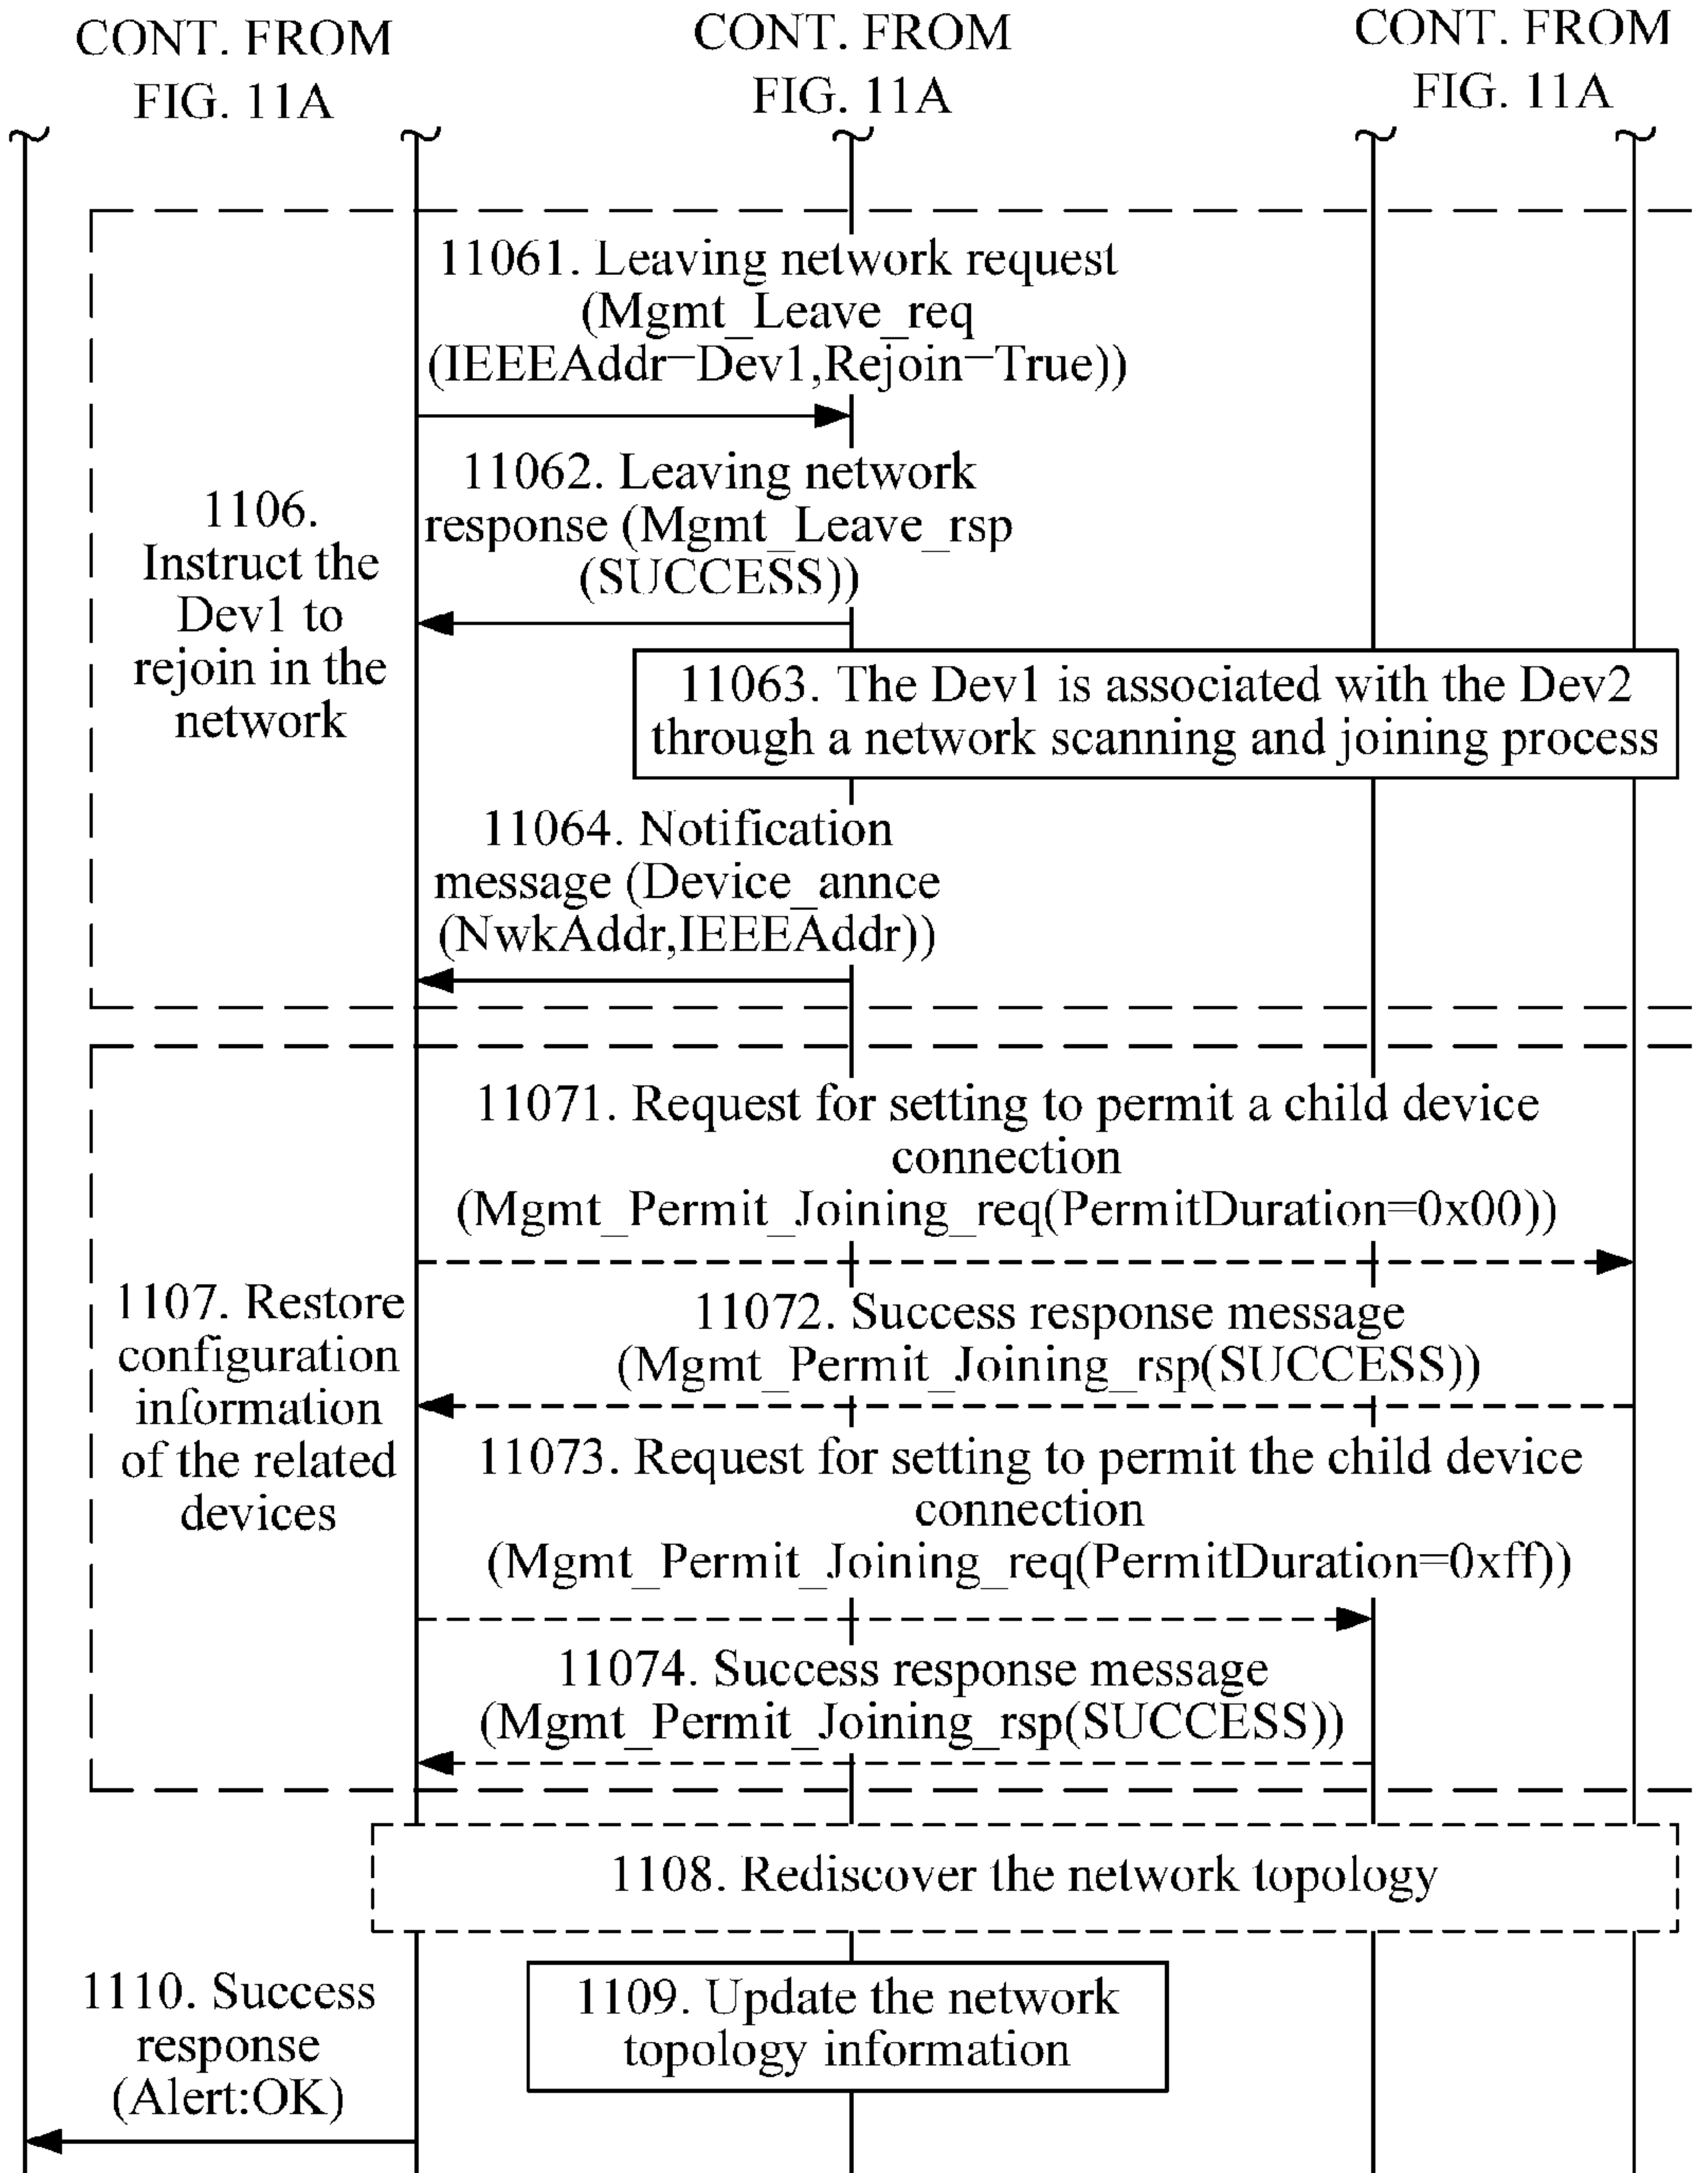 CONT. FROM
FIG. 11A
CONT. FROM
FIG. 11A
CONT. FROM
FIG. 11A
11061. Leaving network request
(Mgmt_Leave_req
(IEEEAddr=Dev1,Rejoin=True))
11062. Leaving network
response (Mgmt_Leave_rsp
(SUCCESS))
1106.
Instruct the
Dev1 to
rejoin in the
network
11063. The Dev1 is associated with the Dev2
through a network scanning and joining process
11064. Notification
message (Device_annce
(NwkAddr,IEEEAddr))
11071. Request for setting to permit a child device
connection
(Mgmt_Permit_Joining_req(PermitDuration=0x00))
11072. Success response message
(Mgmt_Permit_Joining_rsp(SUCCESS))
1107. Restore
configuration
information
of the related
devices
11073. Request for setting to permit the child device
connection
(Mgmt_Permit_Joining_req(PermitDuration=0xff))
11074. Success response message
(Mgmt_Permit_Joining_rsp(SUCCESS))
1108. Rediscover the network topology
1109. Update the network
topology information
1110. Success
response
(Alert:OK)